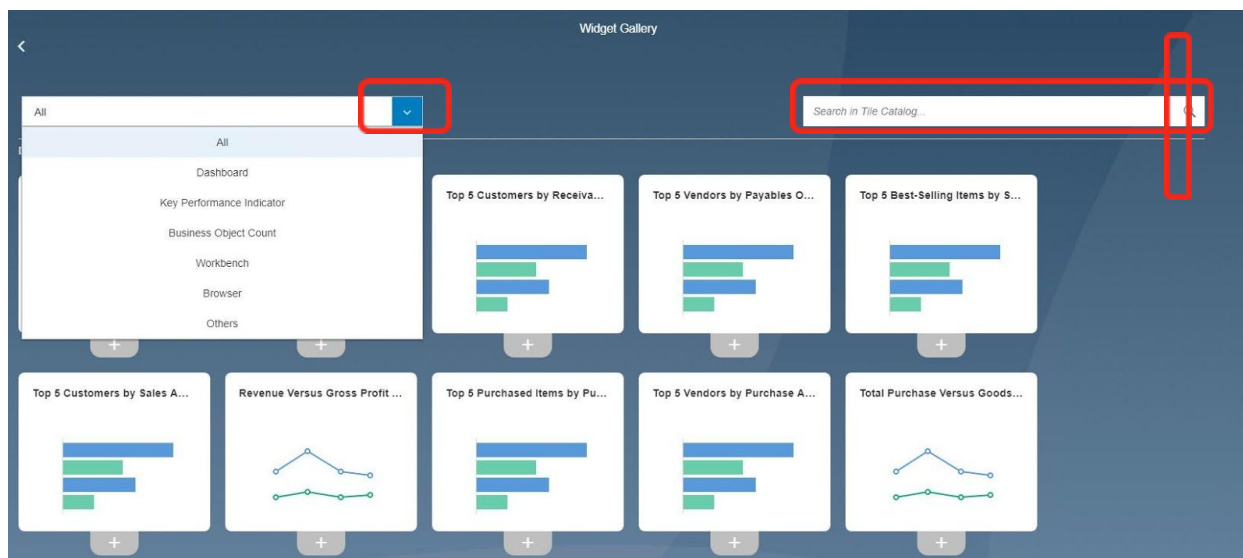 Widget Gallery
All
Search in Tile Catalog...
All
Dashboard
Key Performance Indicator
Business Object Count
Workbench
Browser
Others
Top 5 Customers by Receiva...
Top 5 Vendors by Payables O...
Top 5 Best-Selling Items by S...
Top 5 Customers by Sales A...
Revenue Versus Gross Profit ...
Top 5 Purchased Items by Pu...
Top 5 Vendors by Purchase A...
Total Purchase Versus Goods...